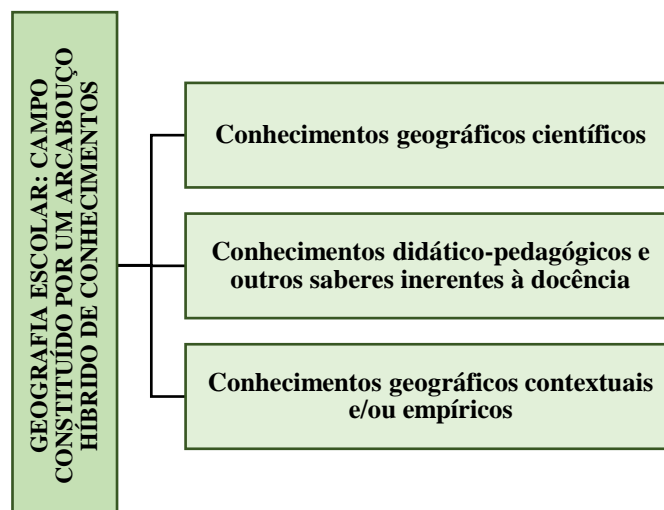 GEOGRAFIA ESCOLAR: CAMPO
CONSTITUÍDO POR UM ARCABOUÇO
HÍBRIDO DE CONHECIMENTOS
Conhecimentos geográficos científicos
Conhecimentos didático-pedagógicos e
outros saberes inerentes à docência
Conhecimentos geográficos contextuais
e/ou empíricos